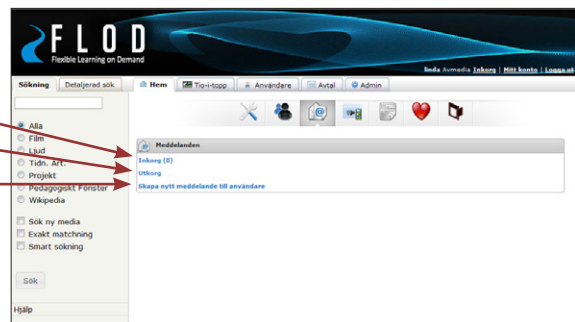 FLOD
Flexible Learning on Demand
linda Avmedia Inkorg | Mitt konto | Logga ut
Sökning Detaljerad sök Hem Tio-i-topp Användare Avtal Admin
Alla
Film
Ljud
Tidn. Art.
Projekt
Pedagogiskt Fönster
Wikipedia
Sök ny media
Exakt matchning
Smart sökning
Sök
Hjälp
Meddelanden
Inkorg (0)
Utkorg
Skapa nytt meddelande till användare